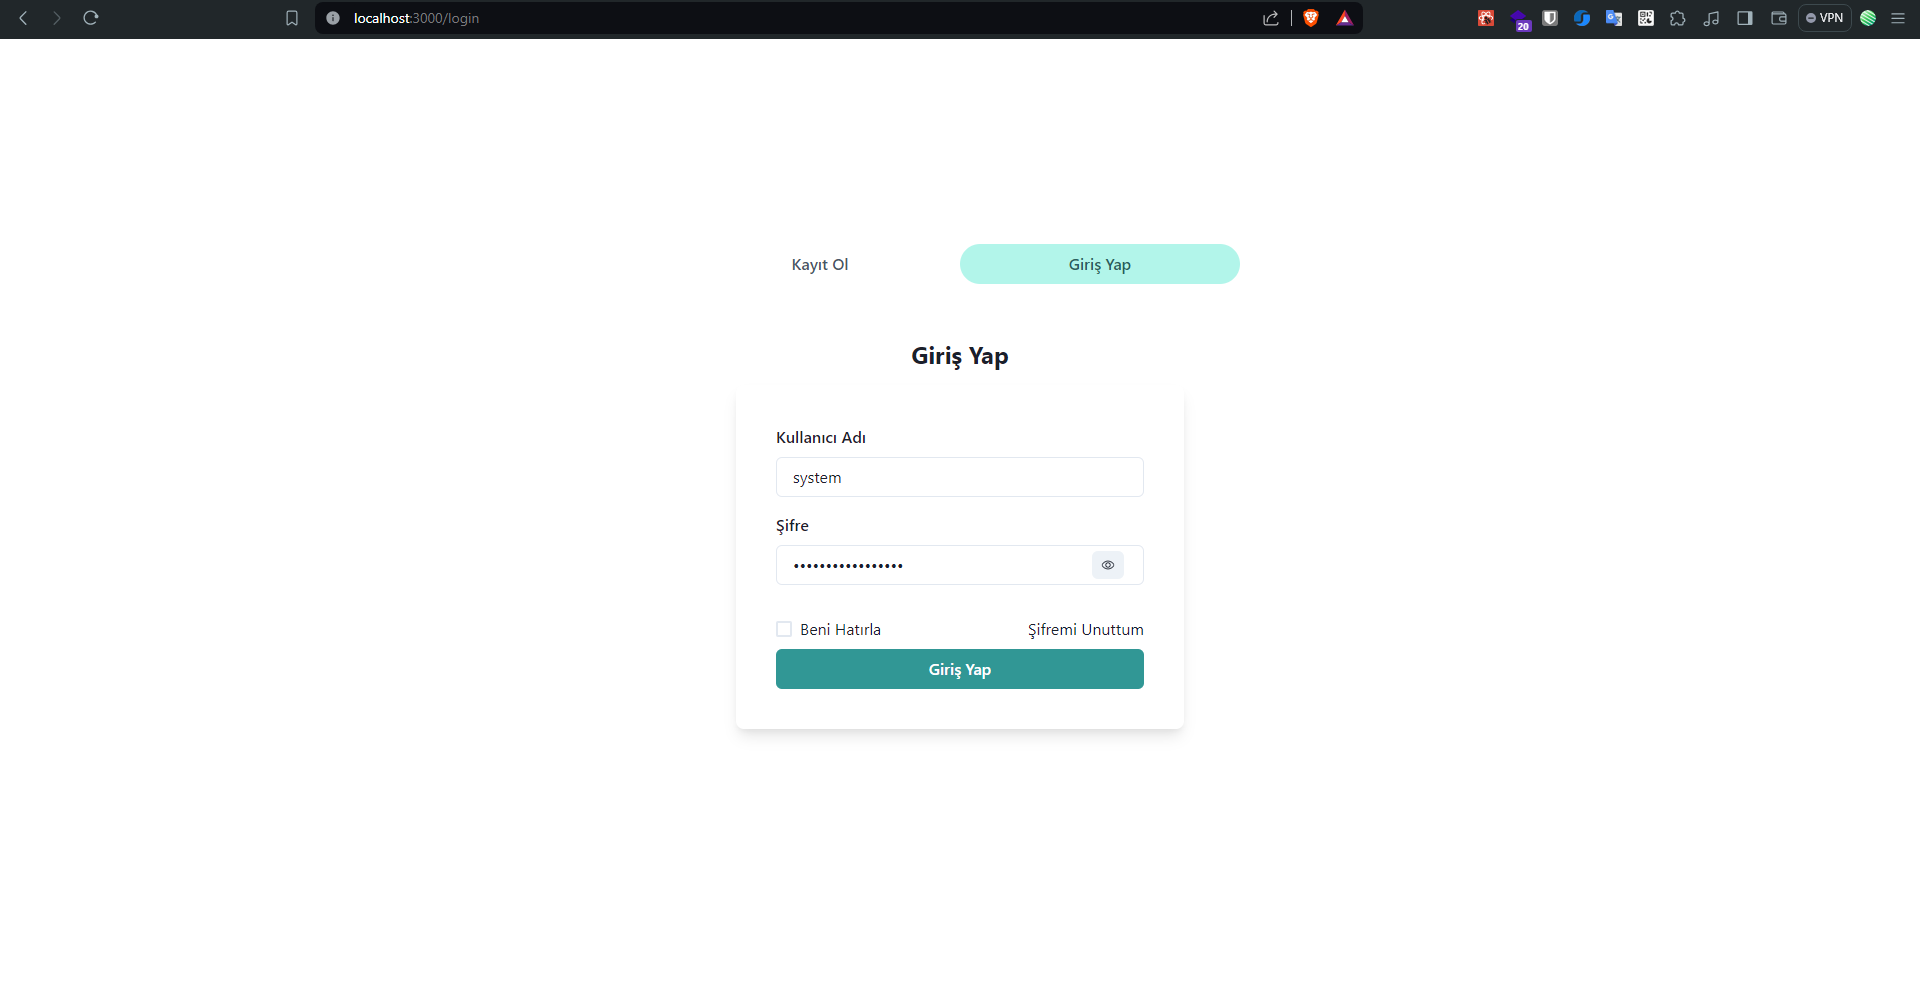 localhost:3000/login
20
VPN
Kayıt Ol
Giriş Yap
Giriş Yap
Kullanıcı Adı
system
Şifre
•••••••••••••••••
Beni Hatırla
Şifremi Unuttum
Giriş Yap